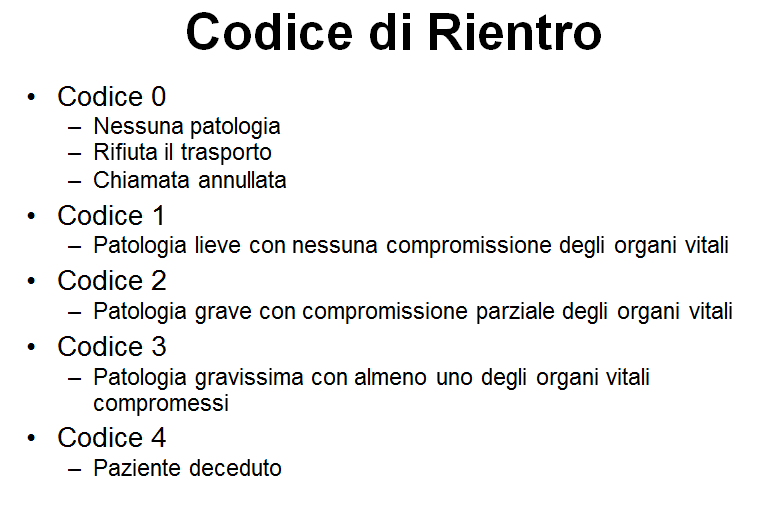 Codice di Rientro
• Codice 0
– Nessuna patologia
– Rifiuta il trasporto
– Chiamata annullata
• Codice 1
– Patologia lieve con nessuna compromissione degli organi vitali
• Codice 2
– Patologia grave con compromissione parziale degli organi vitali
• Codice 3
– Patologia gravissima con almeno uno degli organi vitali
compromessi
• Codice 4
– Paziente deceduto